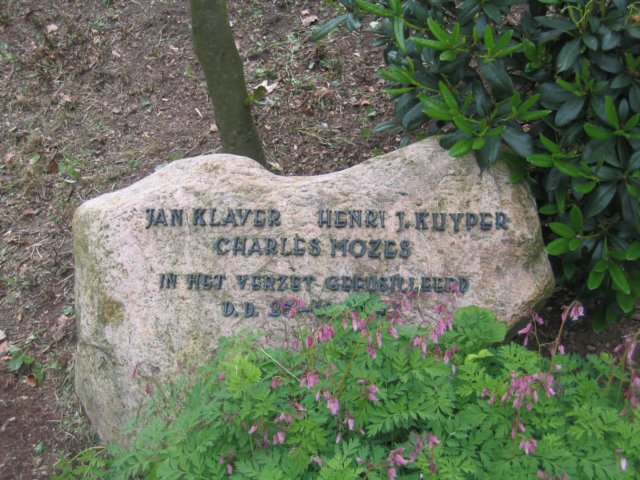 JAN KLAVER HENRI J. KUYPER
CHARLES MOZES
IN HET VERZET GEFUSILLEERD
D.D.